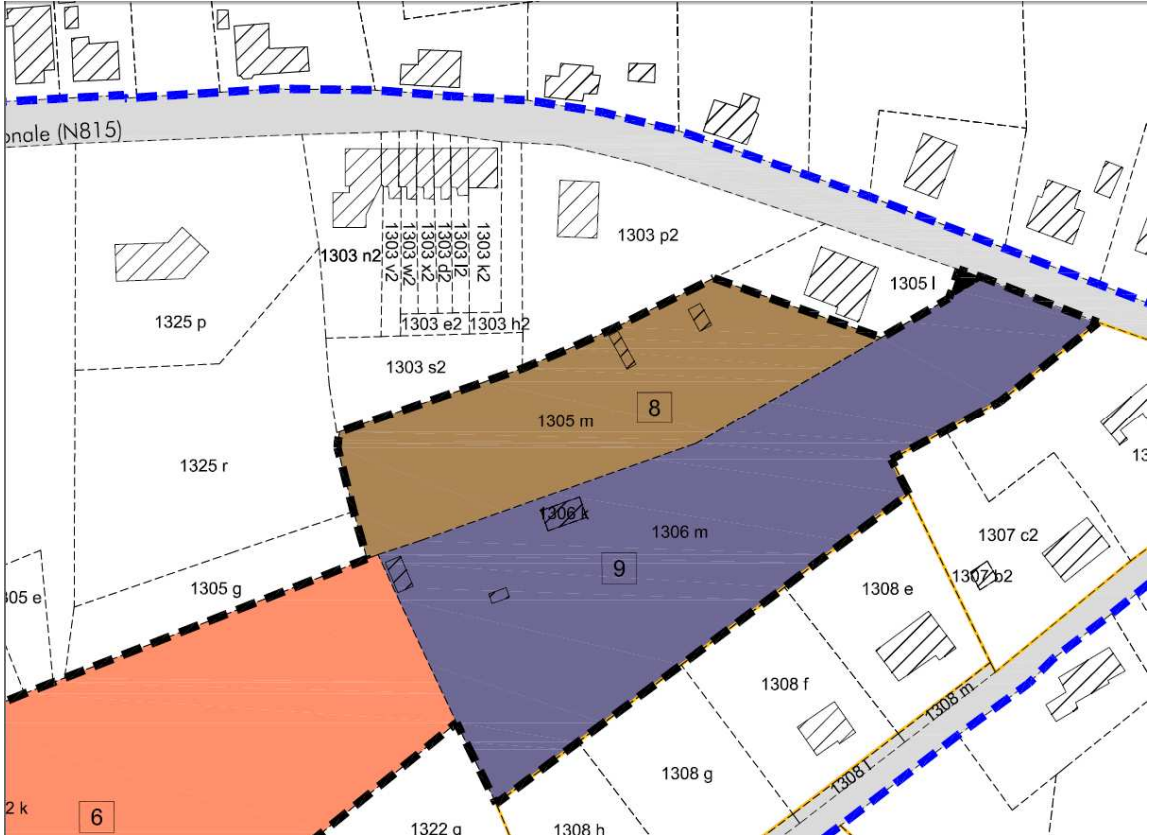 onale (N815)
1303 n2
1303 v2
1303 w2
1303 x2
1303 d2
1303 l2
1303 k2
1303 p2
1303 e2
1303 h2
1303 s2
1305 l
1325 p
1305 m
8
1325 r
1306 k
1306 m
9
1307 c2
1307 b2
1305 g
305 e
1308 e
1308 f
1308 m
1308 l
1308 g
1308 h
1322 g
2 k
6
13